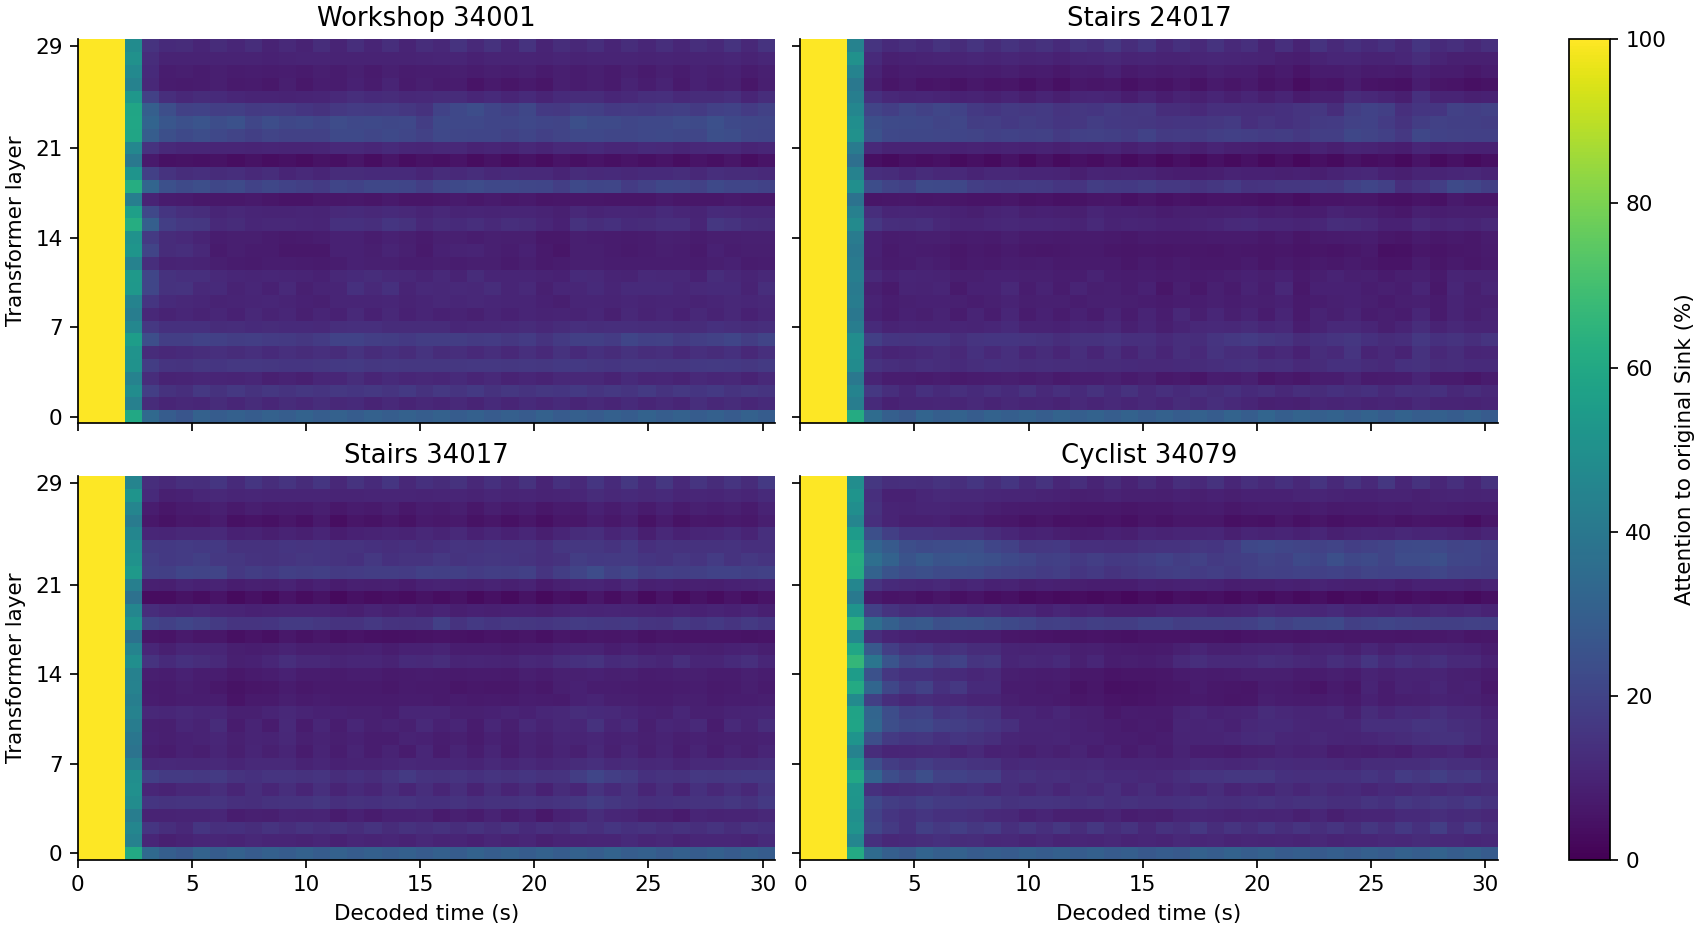 Workshop 34001
Stairs 24017
29
21
14
7
0
Transformer layer
Stairs 34017
Cyclist 34079
29
21
14
7
0
Transformer layer
0 5 10 15 20 25 30
0 5 10 15 20 25 30
Decoded time (s)
Decoded time (s)
100
80
60
40
20
0
Attention to original Sink (%)